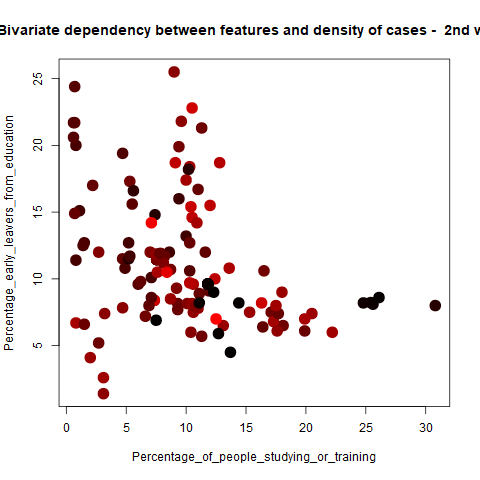 Bivariate dependency between features and density of cases - 2nd w
Percentage_early_leavers_from_education
25
20
15
10
5
0 5 10 15 20 25 30
Percentage_of_people_studying_or_training